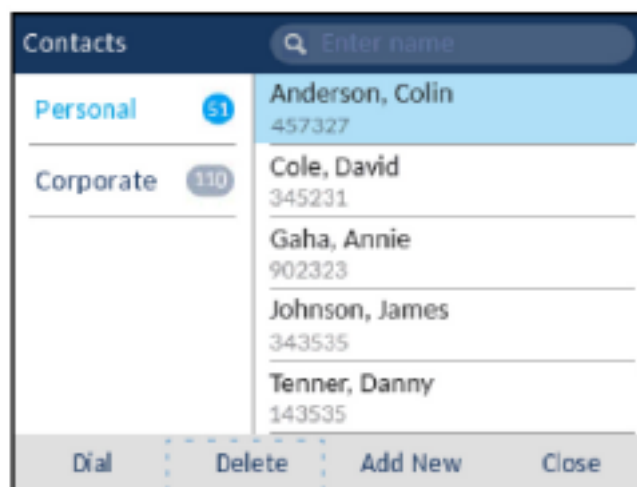 Contacts
Enter name
Personal 51
Corporate 110
Anderson, Colin
457327
Cole, David
345231
Gaha, Annie
902323
Johnson, James
343535
Tenner, Danny
143535
Dial Delete Add New Close